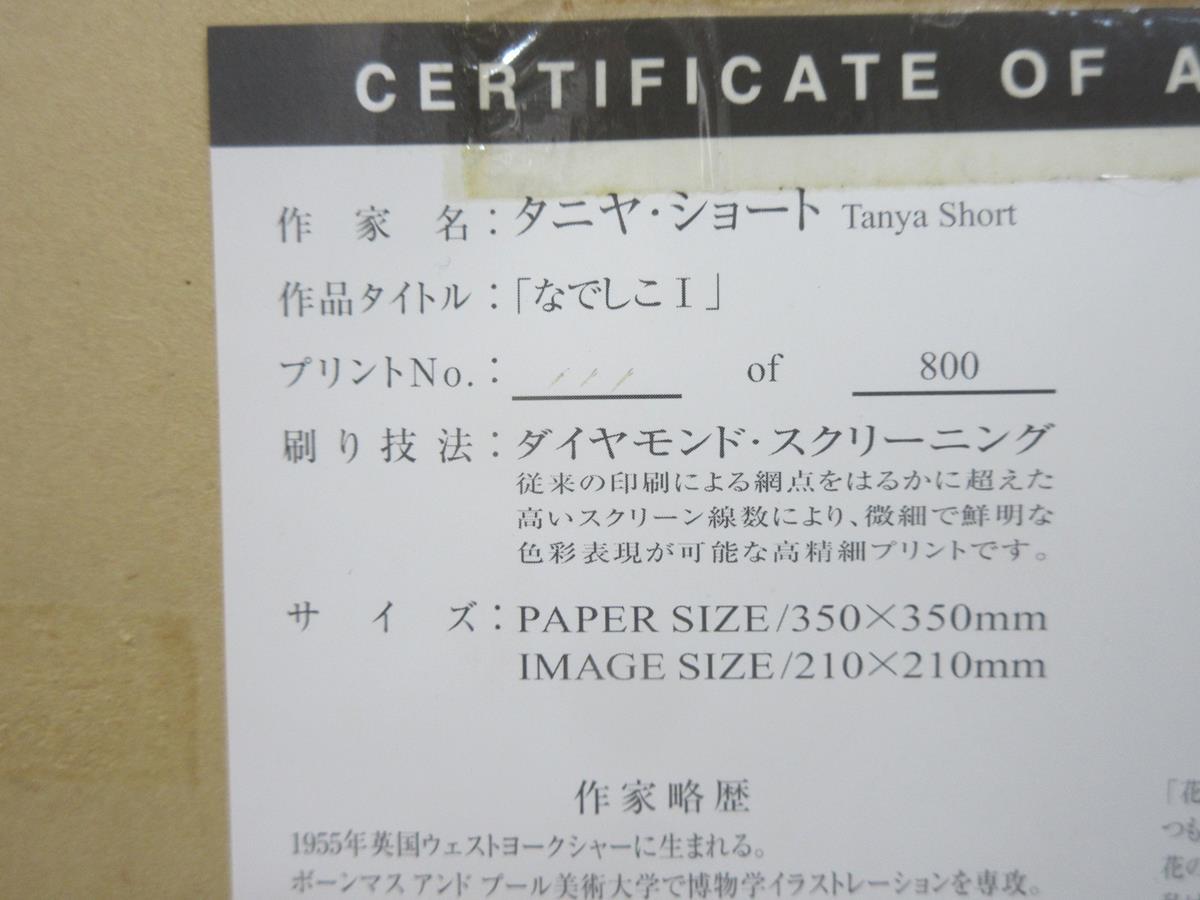 CERTIFICATE OF A
作家名：タニヤ・ショート Tanya Short
作品タイトル：「なでしこⅠ」
プリントNo.： 111 of 800
刷り技法：ダイヤモンド・スクリーニング
従来の印刷による網点をはるかに超えた
高いスクリーン線数により、微細で鮮明な
色彩表現が可能な高精細プリントです。
サイズ：PAPER SIZE/350×350mm
IMAGE SIZE/210×210mm
作家略歴
1955年英国ウェストヨークシャーに生まれる。
ボーンマス アンド プール美術大学で博物学イラストレーションを専攻。
「花
つも
花の